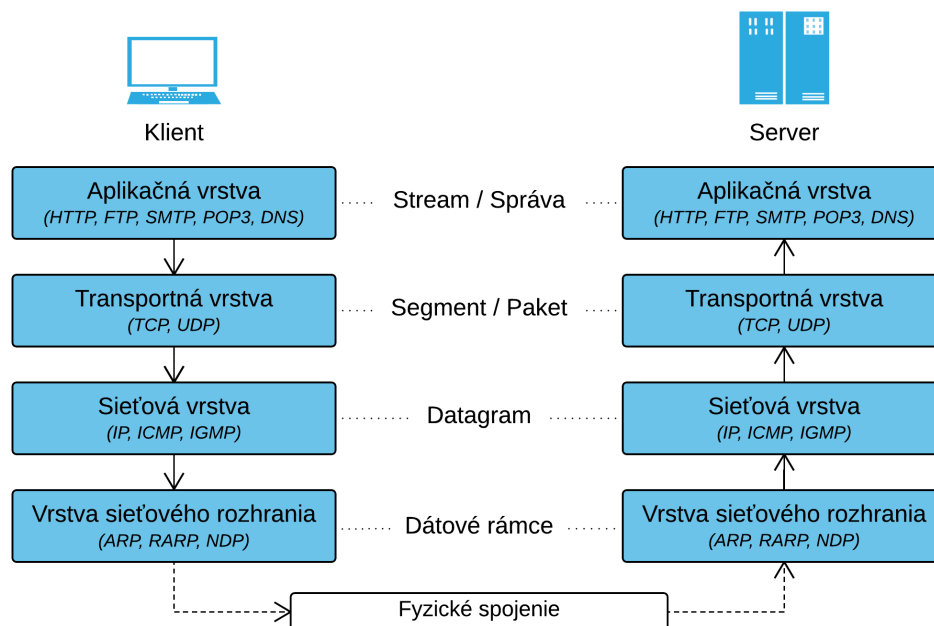 Klient
Server
Aplikačná vrstva
(HTTP, FTP, SMTP, POP3, DNS)
Stream / Správa
Aplikačná vrstva
(HTTP, FTP, SMTP, POP3, DNS)
Transportná vrstva
(TCP, UDP)
Segment / Paket
Transportná vrstva
(TCP, UDP)
Sieťová vrstva
(IP, ICMP, IGMP)
Datagram
Sieťová vrstva
(IP, ICMP, IGMP)
Vrstva sieťového rozhrania
(ARP, RARP, NDP)
Dátové rámce
Vrstva sieťového rozhrania
(ARP, RARP, NDP)
Fyzické spojenie